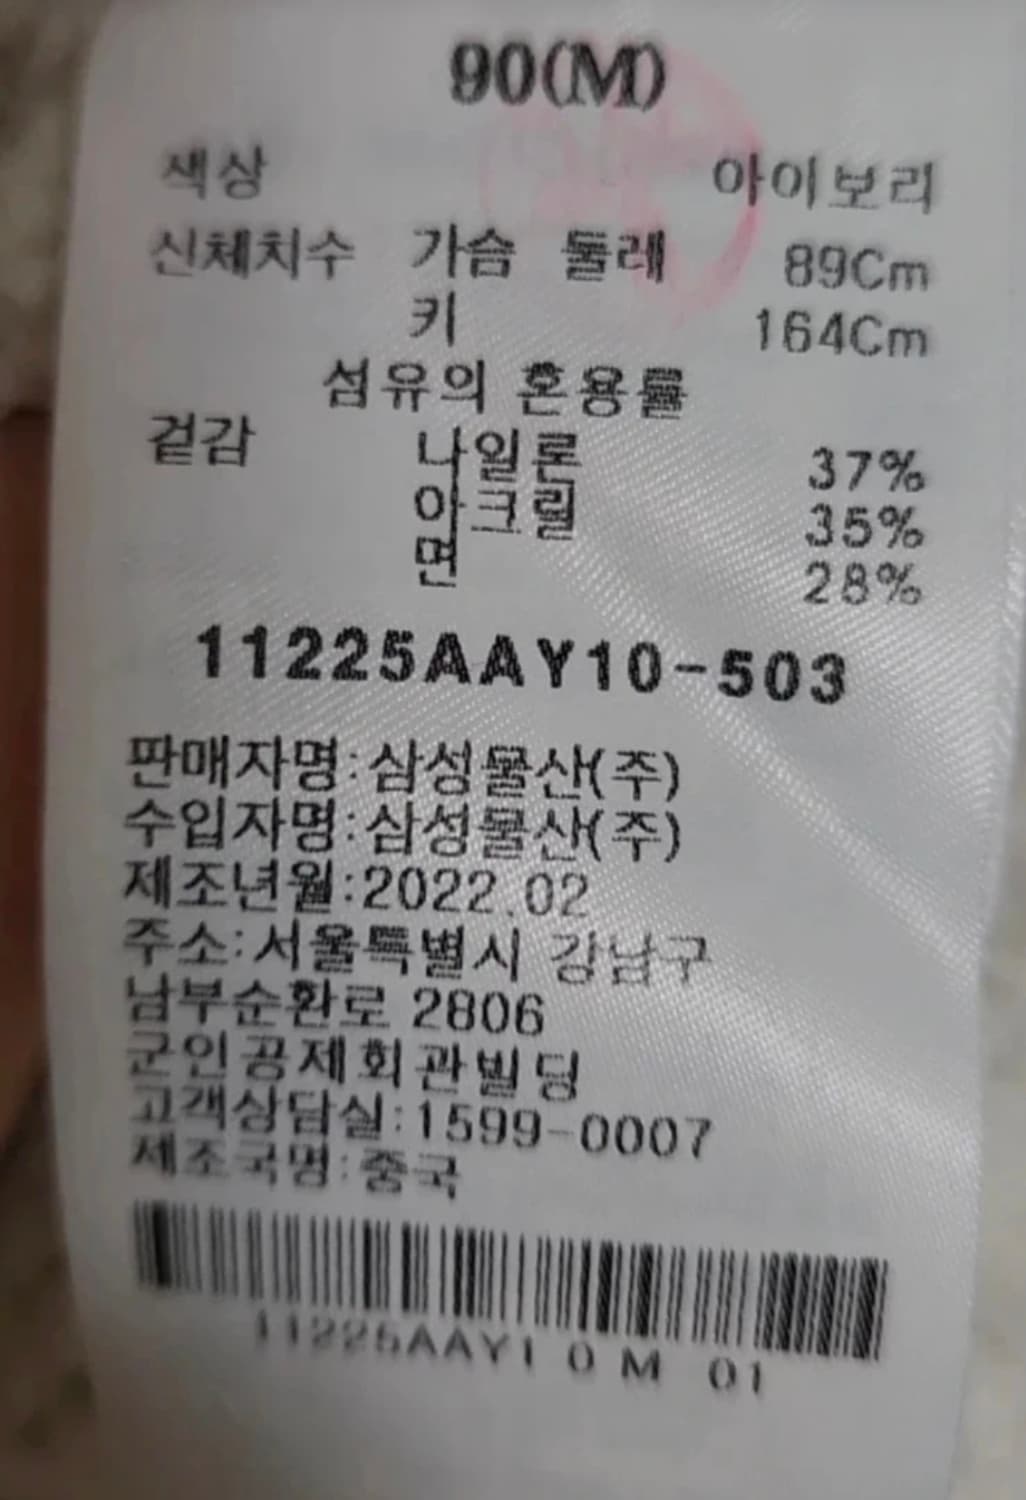 90(M)
색상 아이보리
신체치수 가슴 둘레 89Cm
키 164Cm
섬유의 혼용률
겉감 나일론 37%
아크릴 35%
면 28%
11225AAY10-503
판매자명:삼성물산(주)
수입자명:삼성물산(주)
제조년월:2022.02
주소:서울특별시 강남구
남부순환로 2806
군인공제회관빌딩
고객상담실:1599-0007
제조국명:중국
11225AAY1 0 M 01